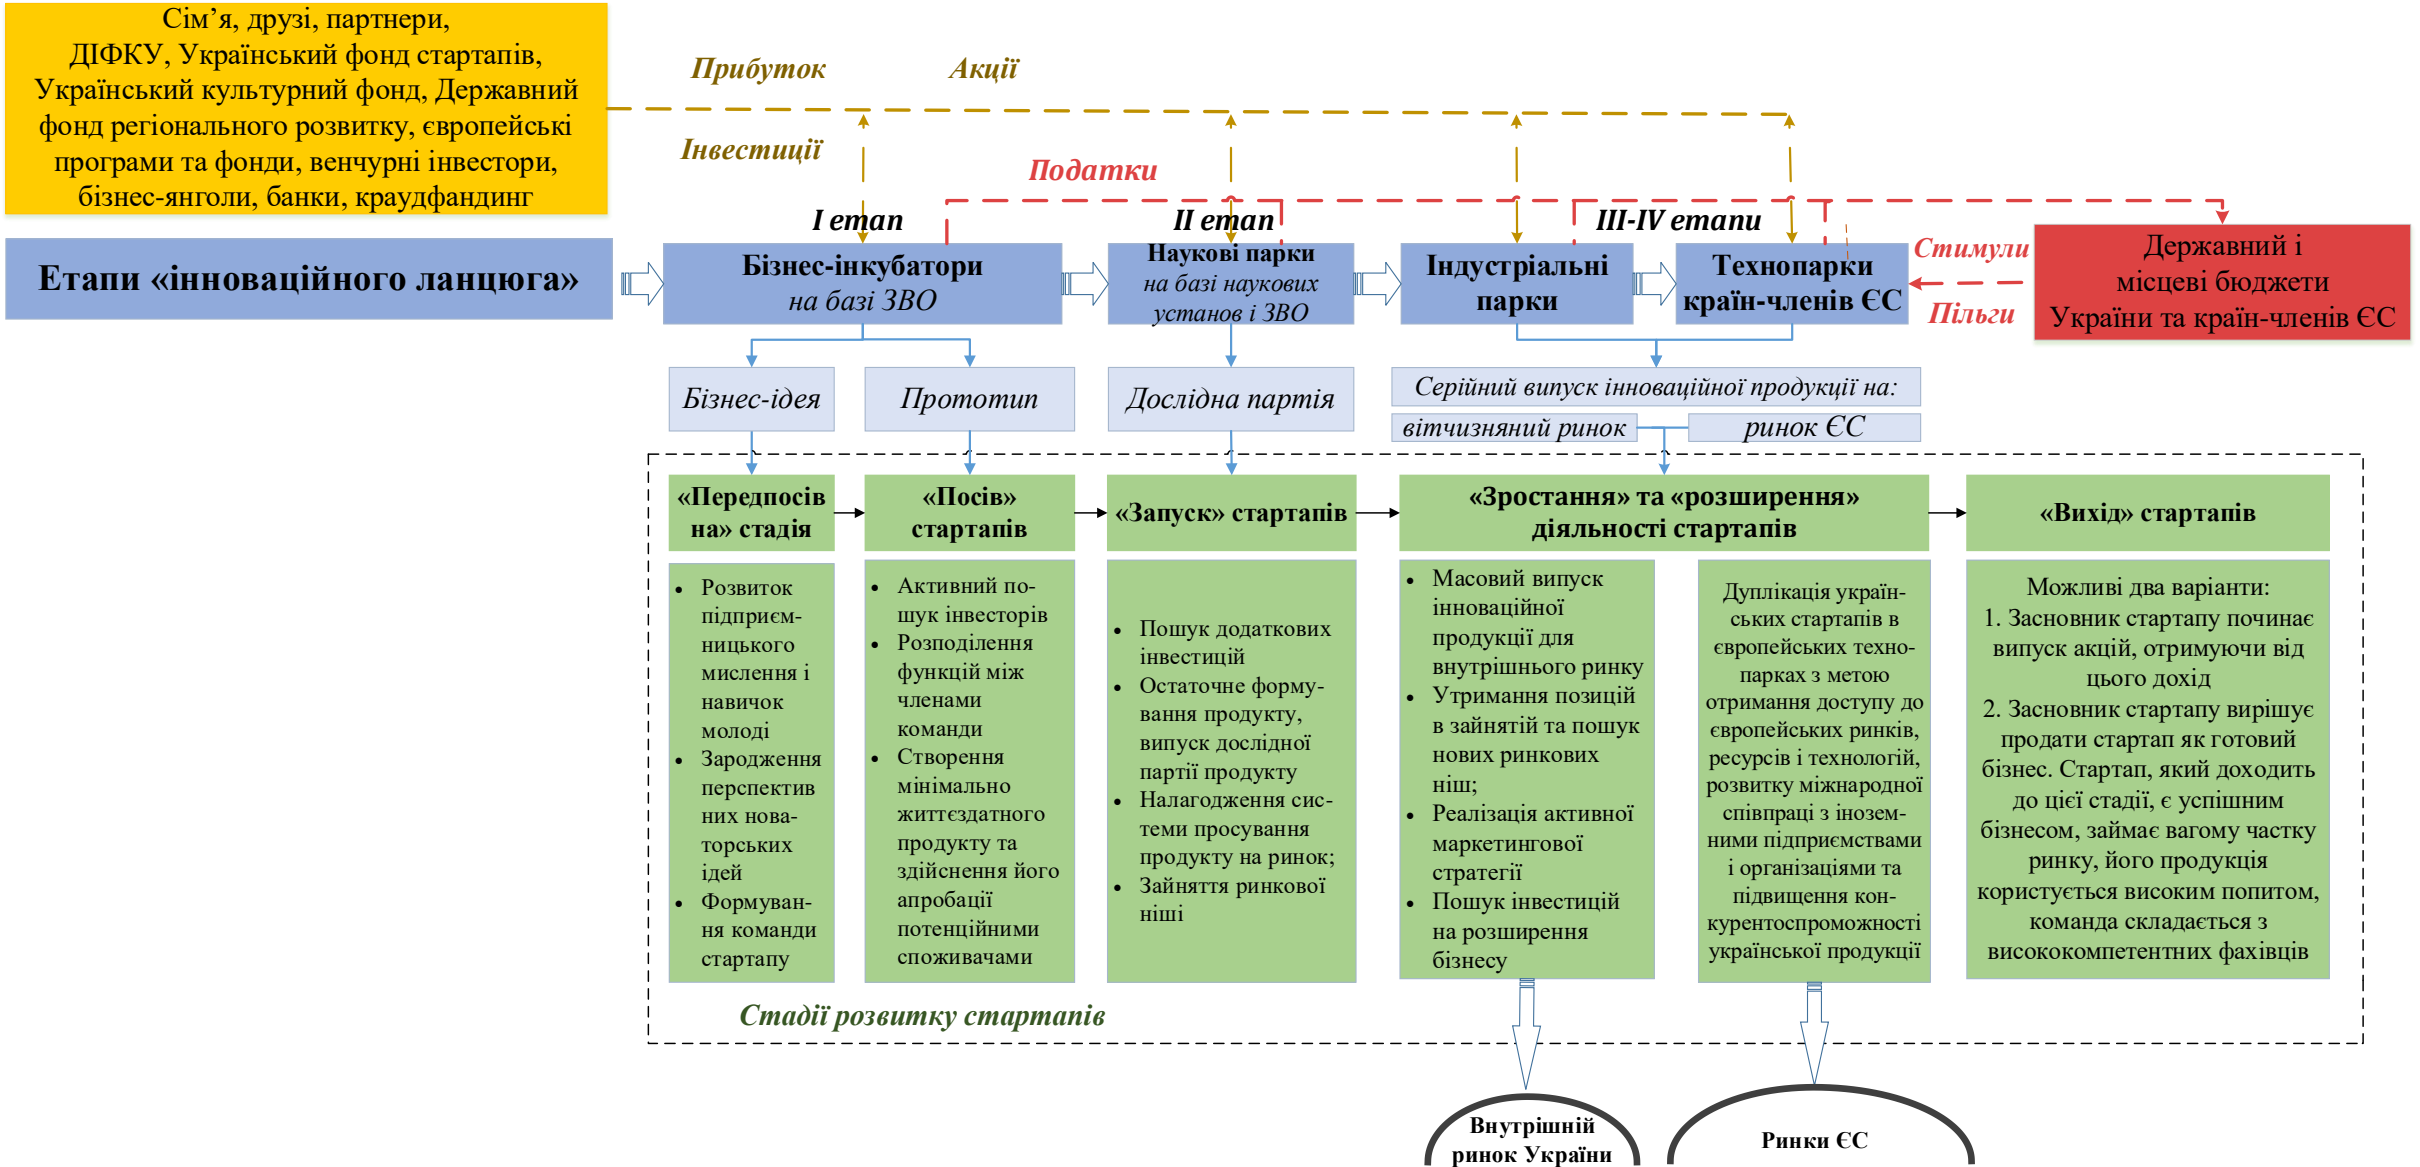 Сім’я, друзі, партнери,
ДІФКУ, Український фонд стартапів,
Український культурний фонд, Державний
фонд регіонального розвитку, європейські
програми та фонди, венчурні інвестори,
бізнес-янголи, банки, краудфандинг
Прибуток
Акції
Інвестиції
Податки
I етап
II етап
III-IV етапи
Етапи «інноваційного ланцюга»
Бізнес-інкубатори
на базі ЗВО
Наукові парки
на базі наукових
установ і ЗВО
Індустріальні
парки
Технопарки
країн-членів ЄС
Стимули
Пільги
Державний і
місцеві бюджети
України та країн-членів ЄС
Бізнес-ідея
Прототип
Дослідна партія
Серійний випуск інноваційної продукції на:
вітчизняний ринок
ринок ЄС
«Передпосів
на» стадія
«Посів»
стартапів
«Запуск» стартапів
«Зростання» та «розширення»
діяльності стартапів
«Вихід» стартапів
• Розвиток
підприєм-
ницького
мислення і
навичок
молоді
• Зародження
перспектив
них нова-
торських
ідей
• Формуван-
ня команди
стартапу
• Активний по-
шук інвесторів
• Розподілення
функцій між
членами
команди
• Створення
мінімально
життєздатного
продукту та
здійснення його
апробації
потенційними
споживачами
• Пошук додаткових
інвестицій
• Остаточне форму-
вання продукту,
випуск дослідної
партії продукту
• Налагодження сис-
теми просування
продукту на ринок;
• Зайняття ринкової
ніші
• Масовий випуск
інноваційної
продукції для
внутрішнього ринку
• Утримання позицій
в зайнятій та пошук
нових ринкових
ніш;
• Реалізація активної
маркетингової
стратегії
• Пошук інвестицій
на розширення
бізнесу
Дуплікація україн-
ських стартапів в
європейських техно-
парках з метою
отримання доступу до
європейських ринків,
ресурсів і технологій,
розвитку міжнародної
співпраці з інозем-
ними підприємствами
і організаціями та
підвищення кон-
курентоспроможності
української продукції
Можливі два варіанти:
1. Засновник стартапу починає
випуск акцій, отримуючи від
цього дохід
2. Засновник стартапу вирішує
продати стартап як готовий
бізнес. Стартап, який доходить
до цієї стадії, є успішним
бізнесом, займає вагому частку
ринку, його продукція
користується високим попитом,
команда складається з
висококомпетентних фахівців
Стадії розвитку стартапів
Внутрішній
ринок України
Ринки ЄС